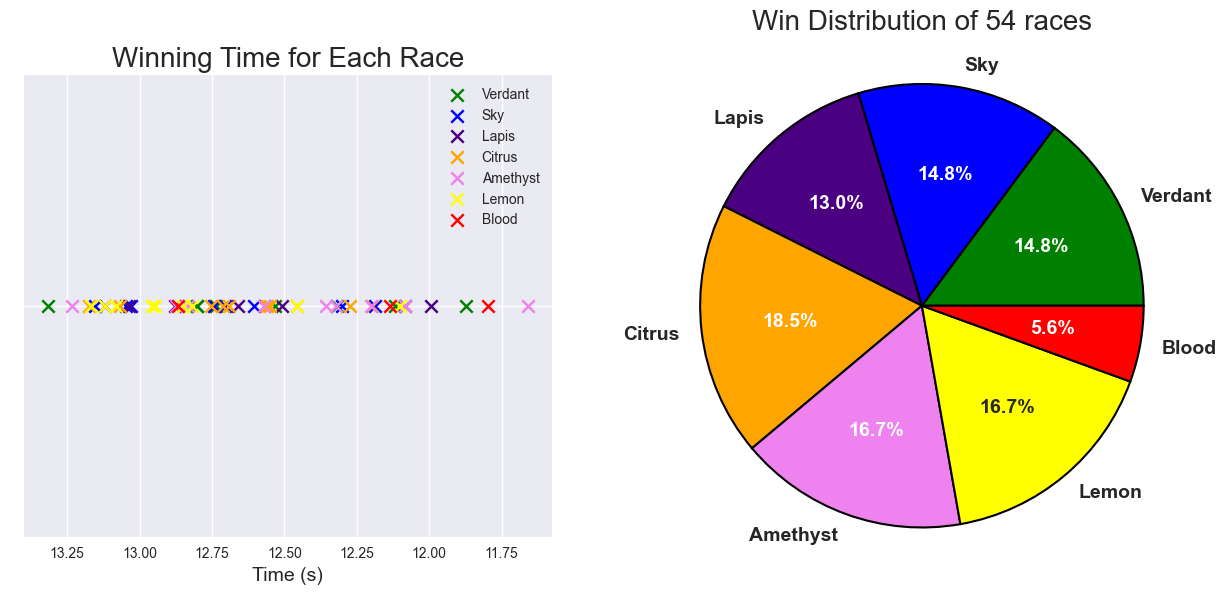 Winning Time for Each Race
Verdant
Sky
Lapis
Citrus
Amethyst
Lemon
Blood
13.25 13.00 12.75 12.50 12.25 12.00 11.75
Time (s)
Win Distribution of 54 races
Sky
Lapis
Verdant
Citrus
Blood
Lemon
Amethyst
14.8%
13.0%
14.8%
18.5%
5.6%
16.7%
16.7%